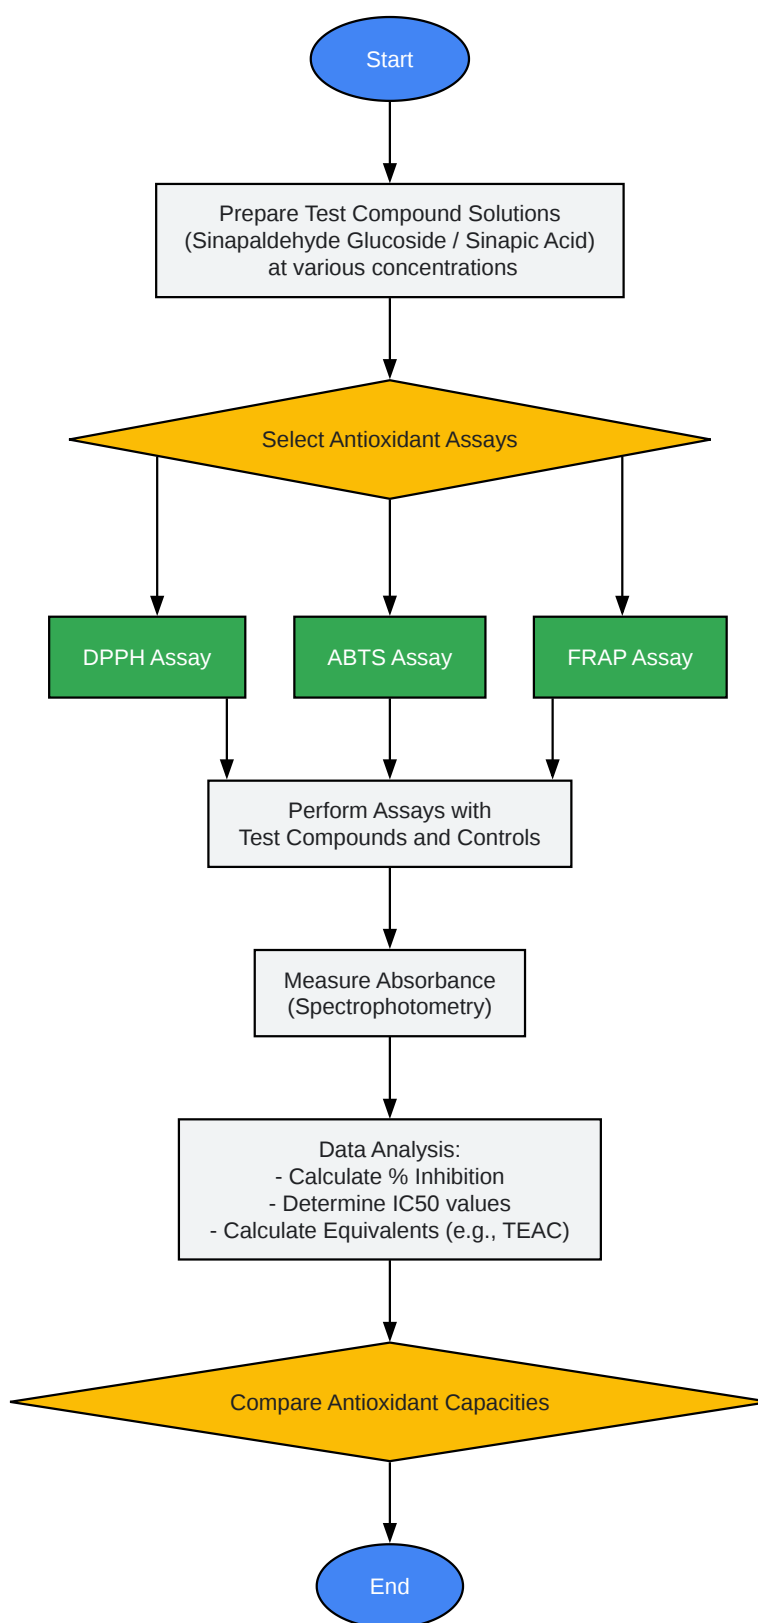 Start
Prepare Test Compound Solutions
(Sinapaldehyde Glucoside / Sinapic Acid)
at various concentrations
Select Antioxidant Assays
DPPH Assay
ABTS Assay
FRAP Assay
Perform Assays with
Test Compounds and Controls
Measure Absorbance
(Spectrophotometry)
Data Analysis:
- Calculate % Inhibition
- Determine IC50 values
- Calculate Equivalents (e.g., TEAC)
Compare Antioxidant Capacities
End